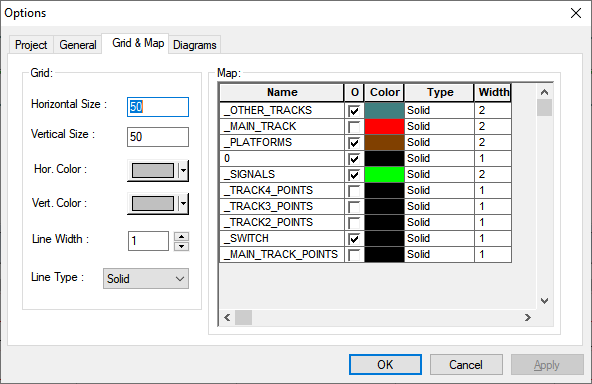 Options
Project General Grid & Map Diagrams
Grid:
Horizontal Size : 50
Vertical Size : 50
Hor. Color :
Vert. Color :
Line Width : 1
Line Type : Solid
Map:
Name O Color Type Width
_OTHER_TRACKS Solid 2
_MAIN_TRACK Solid 2
_PLATFORMS Solid 2
0 Solid 1
_SIGNALS Solid 2
_TRACK4_POINTS Solid 1
_TRACK3_POINTS Solid 1
_TRACK2_POINTS Solid 1
_SWITCH Solid 1
_MAIN_TRACK_POINTS Solid 1
OK Cancel Apply